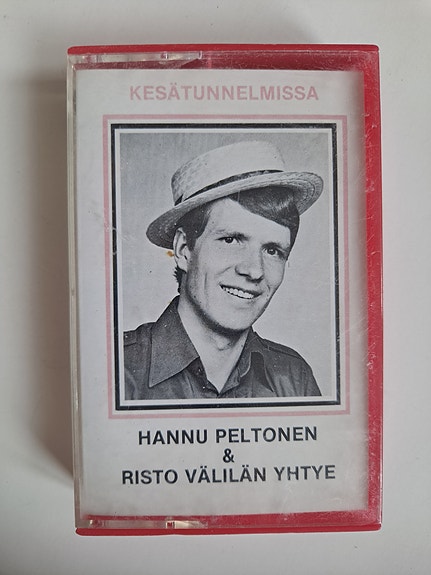 KESÄTUNNELMISSA
HANNU PELTONEN
&
RISTO VÄLILÄN YHTYE